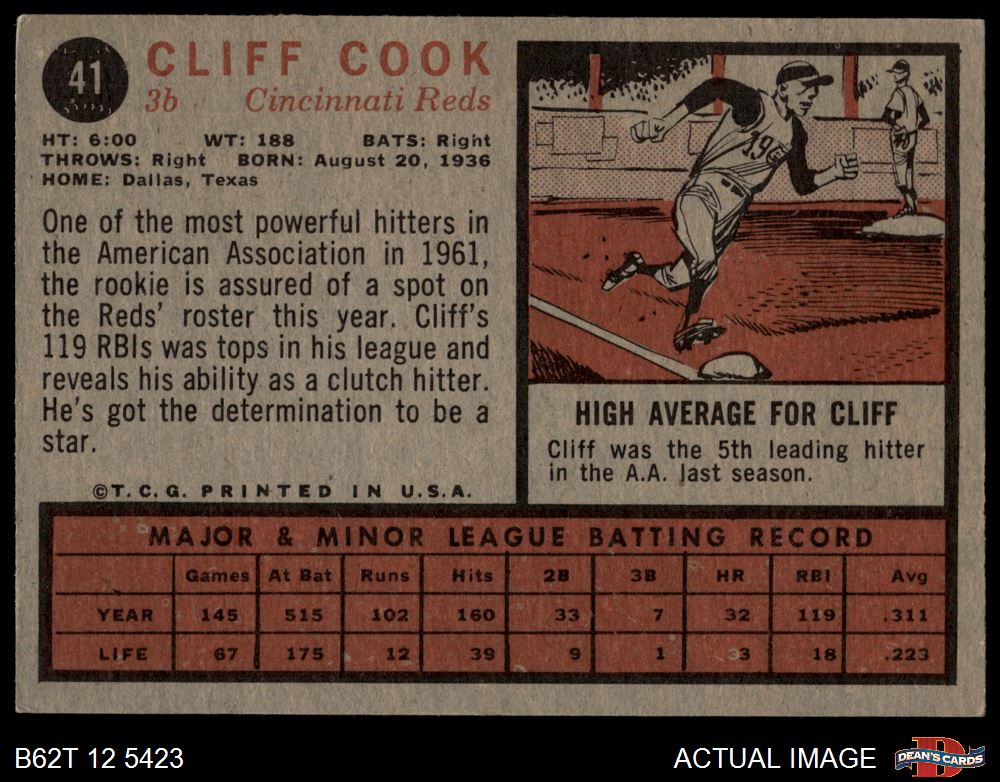 41
CLIFF COOK
3b Cincinnati Reds
HT: 6:00 WT: 188 BATS: Right
THROWS: Right BORN: August 20, 1936
HOME: Dallas, Texas
One of the most powerful hitters in
the American Association in 1961,
the rookie is assured of a spot on
the Reds' roster this year. Cliff's
119 RBIs was tops in his league and
reveals his ability as a clutch hitter.
He's got the determination to be a
star.
©T.C.G. PRINTED IN U.S.A.
196
HIGH AVERAGE FOR CLIFF
Cliff was the 5th leading hitter
in the A.A. last season.
MAJOR & MINOR LEAGUE BATTING RECORD
Games At Bat Runs Hits 2B 3B HR RBI Avg
YEAR 145 515 102 160 33 7 32 119 .311
LIFE 67 175 12 39 9 1 33 18 .223
B62T 12 5423
ACTUAL IMAGE
D
DEAN'S CARDS